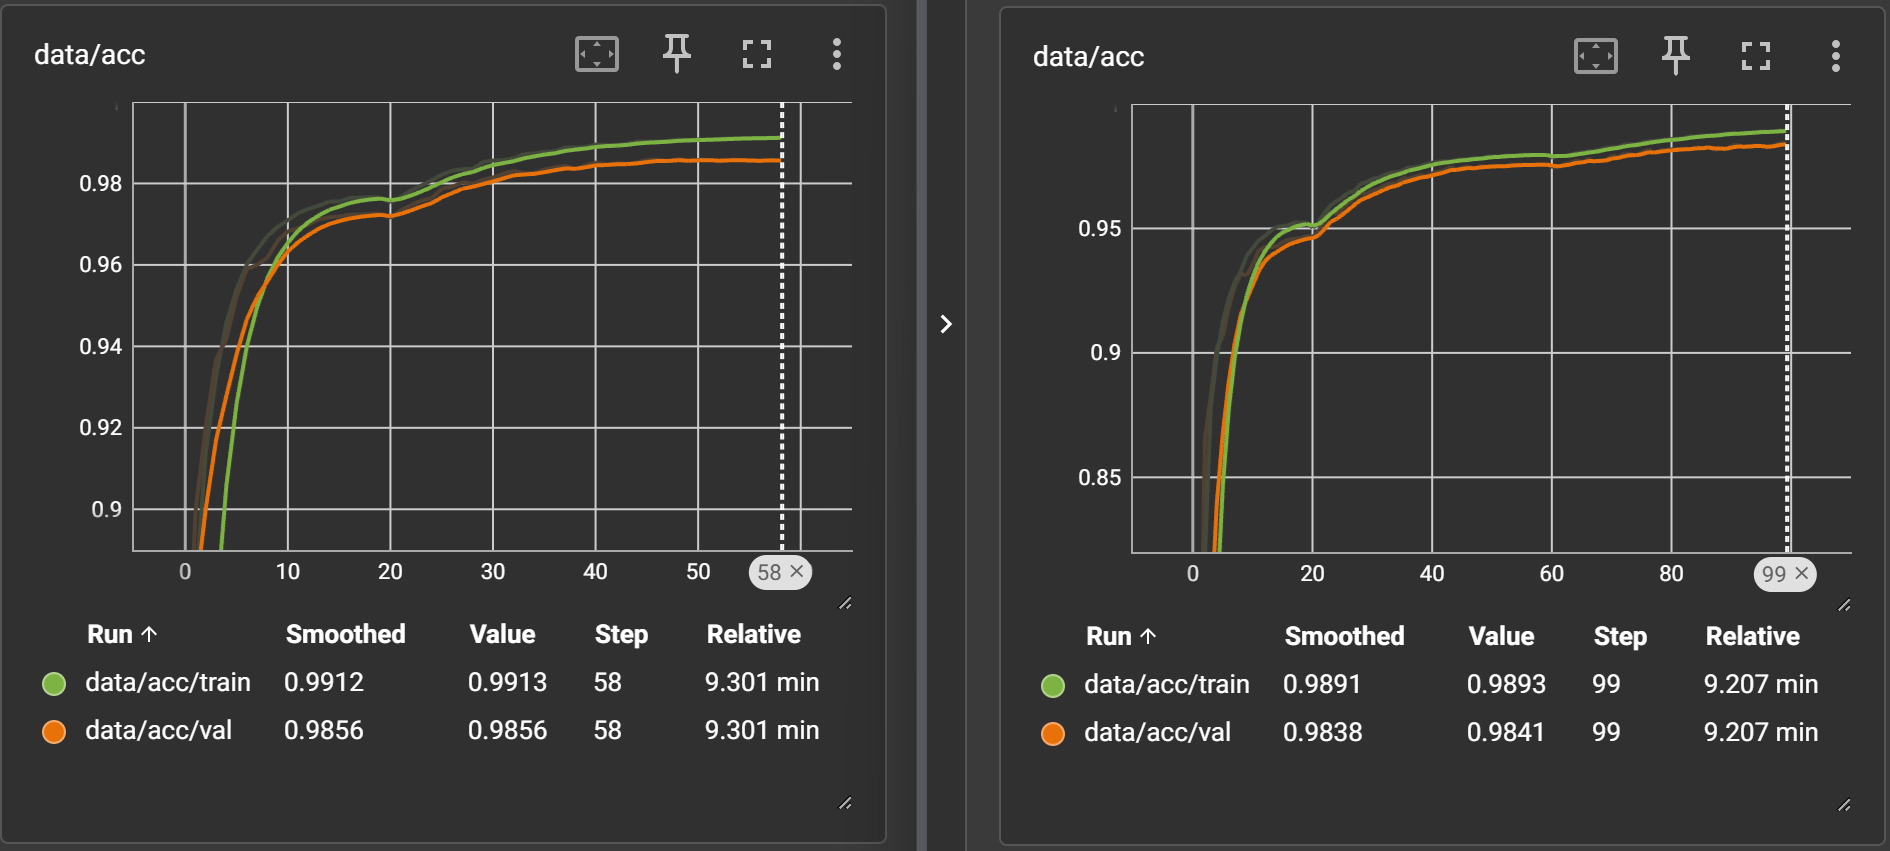 data/acc
0.98
0.96
0.94
0.92
0.9
0 10 20 30 40 50 58 ×
Run ↑ Smoothed Value Step Relative
data/acc/train 0.9912 0.9913 58 9.301 min
data/acc/val 0.9856 0.9856 58 9.301 min
data/acc
0.95
0.9
0.85
0 20 40 60 80 99 ×
Run ↑ Smoothed Value Step Relative
data/acc/train 0.9891 0.9893 99 9.207 min
data/acc/val 0.9838 0.9841 99 9.207 min